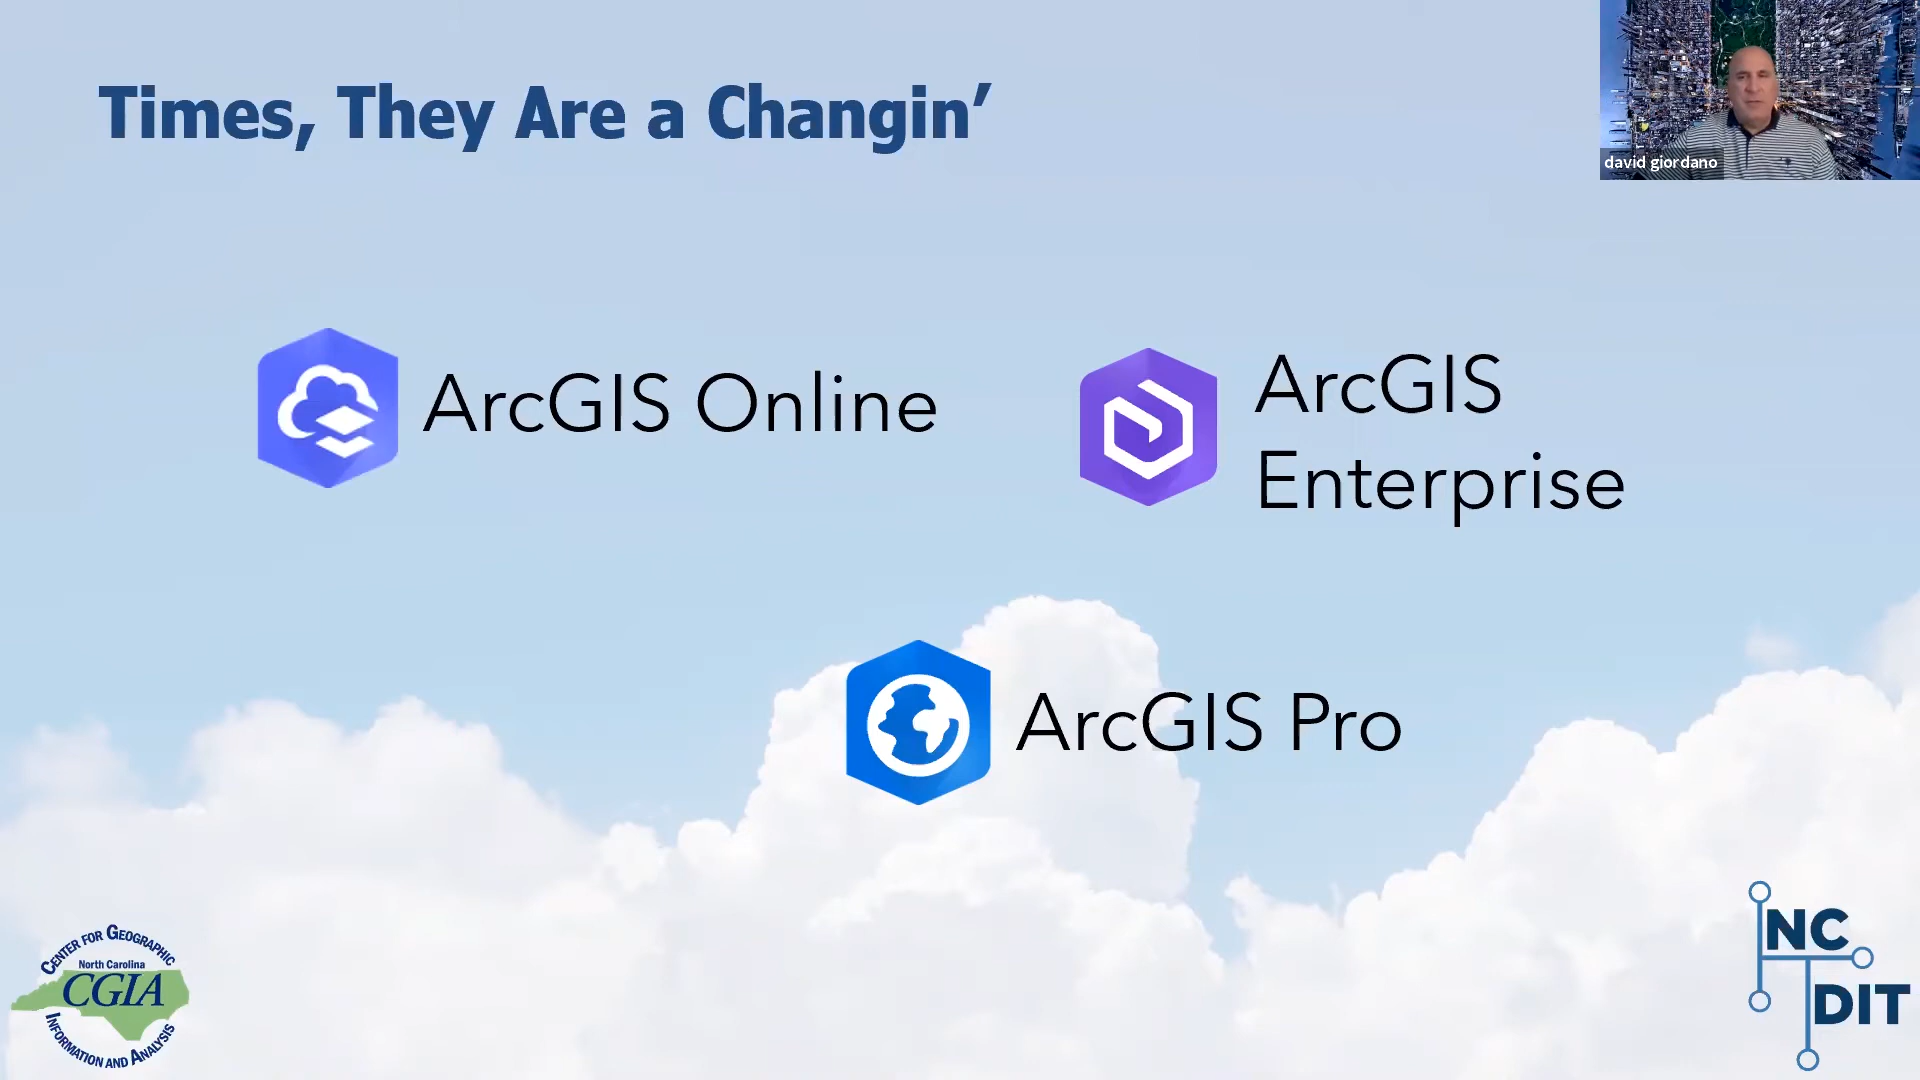 Times, They Are a Changin’
david giordano
ArcGIS Online
ArcGIS
Enterprise
ArcGIS Pro
CENTER FOR GEOGRAPHIC
North Carolina
CGIA
INFORMATION AND ANALYSIS
NC
DIT